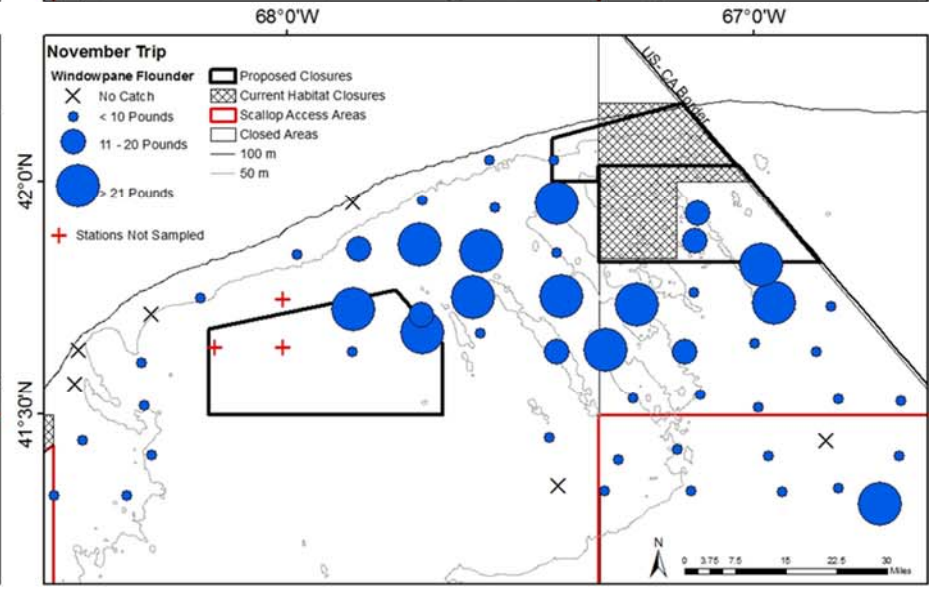 68°0'W 67°0'W
November Trip
Windowpane Flounder
No Catch
< 10 Pounds
11 - 20 Pounds
> 21 Pounds
Stations Not Sampled
Proposed Closures
Current Habitat Closures
Scallop Access Areas
Closed Areas
100 m
50 m
US - CA Border
42°0'N
41°30'N
N
0 3.75 7.5 15 22.5 30
Miles